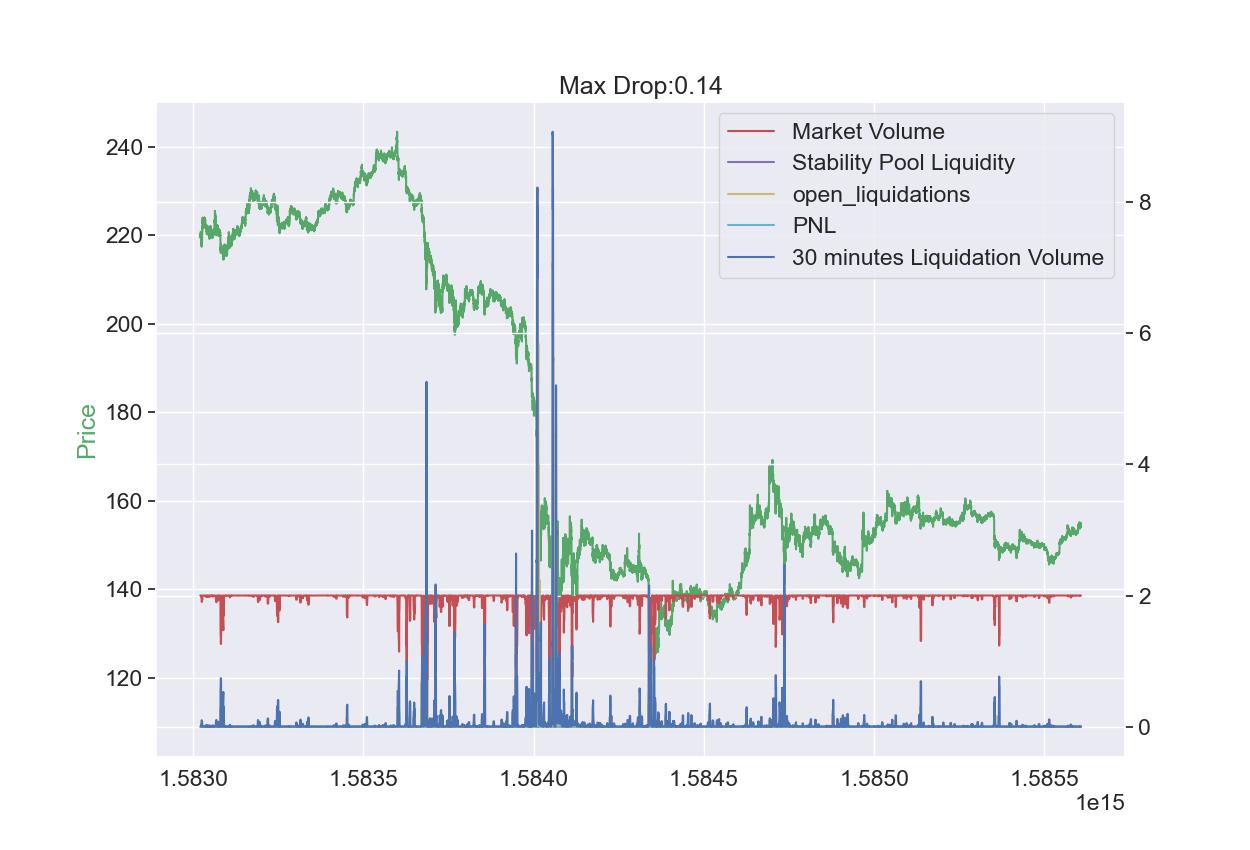 Max Drop:0.14
Market Volume
Stability Pool Liquidity
open_liquidations
PNL
30 minutes Liquidation Volume
Price
240
220
200
180
160
140
120
8
6
4
2
0
1.5830 1.5835 1.5840 1.5845 1.5850 1.5855
1e15